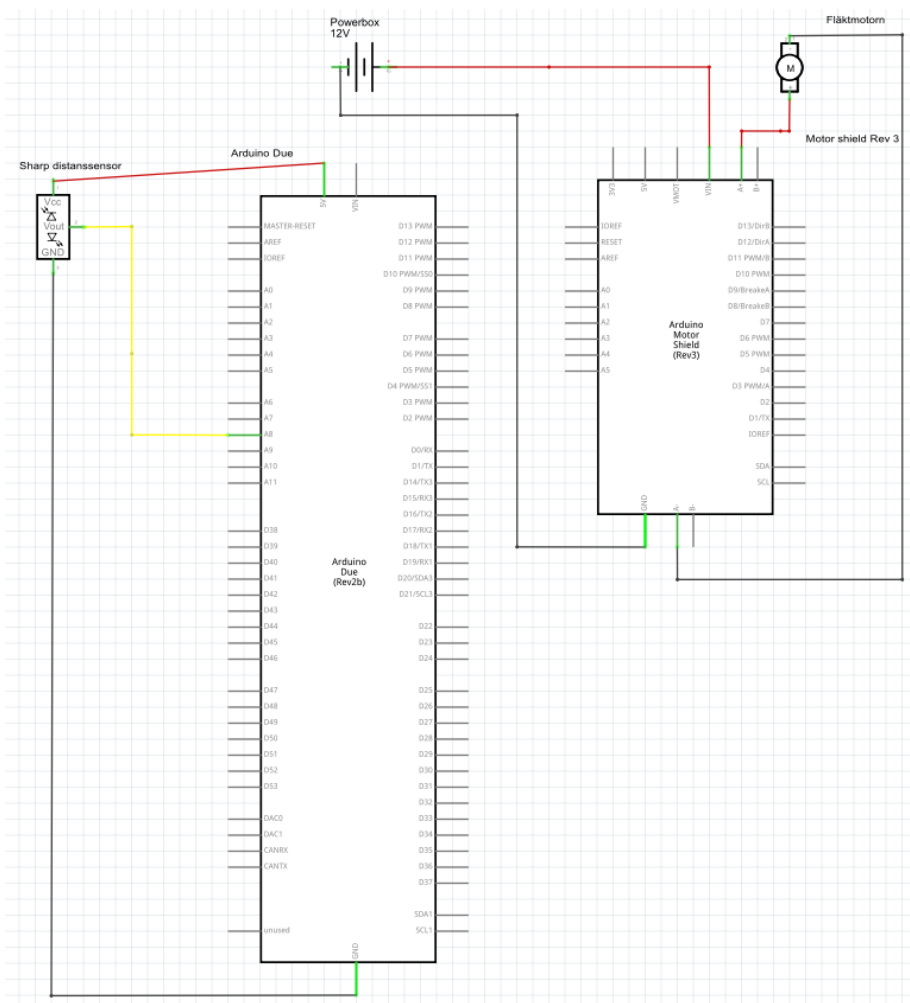 Powerbox
12V
Fläktmotorn
M
Motor shield Rev 3
Arduino Due
Sharp distanssensor
Vcc
Vout
GND
5V
VIN
MASTER-RESET
AREF
IOREF
A0
A1
A2
A3
A4
A5
A6
A7
A8
A9
A10
A11
D38
D39
D40
D41
D42
D43
D44
D45
D46
D47
D48
D49
D50
D51
D52
D53
DAC0
DAC1
CANRX
CANTX
unused
Arduino
Due
(Rev2b)
D13 PWM
D12 PWM
D11 PWM
D10 PWM/SS0
D9 PWM
D8 PWM
D7 PWM
D6 PWM
D5 PWM
D4 PWM/SS1
D3 PWM
D2 PWM
D0/RX
D1/TX
D14/TX3
D15/RX3
D16/TX2
D17/RX2
D18/TX1
D19/RX1
D20/SDA3
D21/SCL3
D22
D23
D24
D25
D26
D27
D28
D29
D30
D31
D32
D33
D34
D35
D36
D37
SDA1
SCL1
GND
3V3
5V
VMOT
VIN
A+
B+
IOREF
RESET
AREF
A0
A1
A2
A3
A4
A5
Arduino
Motor
Shield
(Rev3)
D13/DirB
D12/DirA
D11 PWM/B
D10 PWM
D9/BreakeA
D8/BreakeB
D7
D6 PWM
D5 PWM
D4
D3 PWM/A
D2
D1/TX
IOREF
SDA
SCL
GND
A-
B-